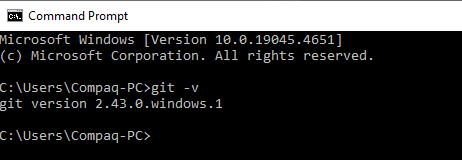 Command Prompt
Microsoft Windows [Version 10.0.19045.4651]
(c) Microsoft Corporation. All rights reserved.
C:\Users\Compaq-PC>git -v
git version 2.43.0.windows.1
C:\Users\Compaq-PC>